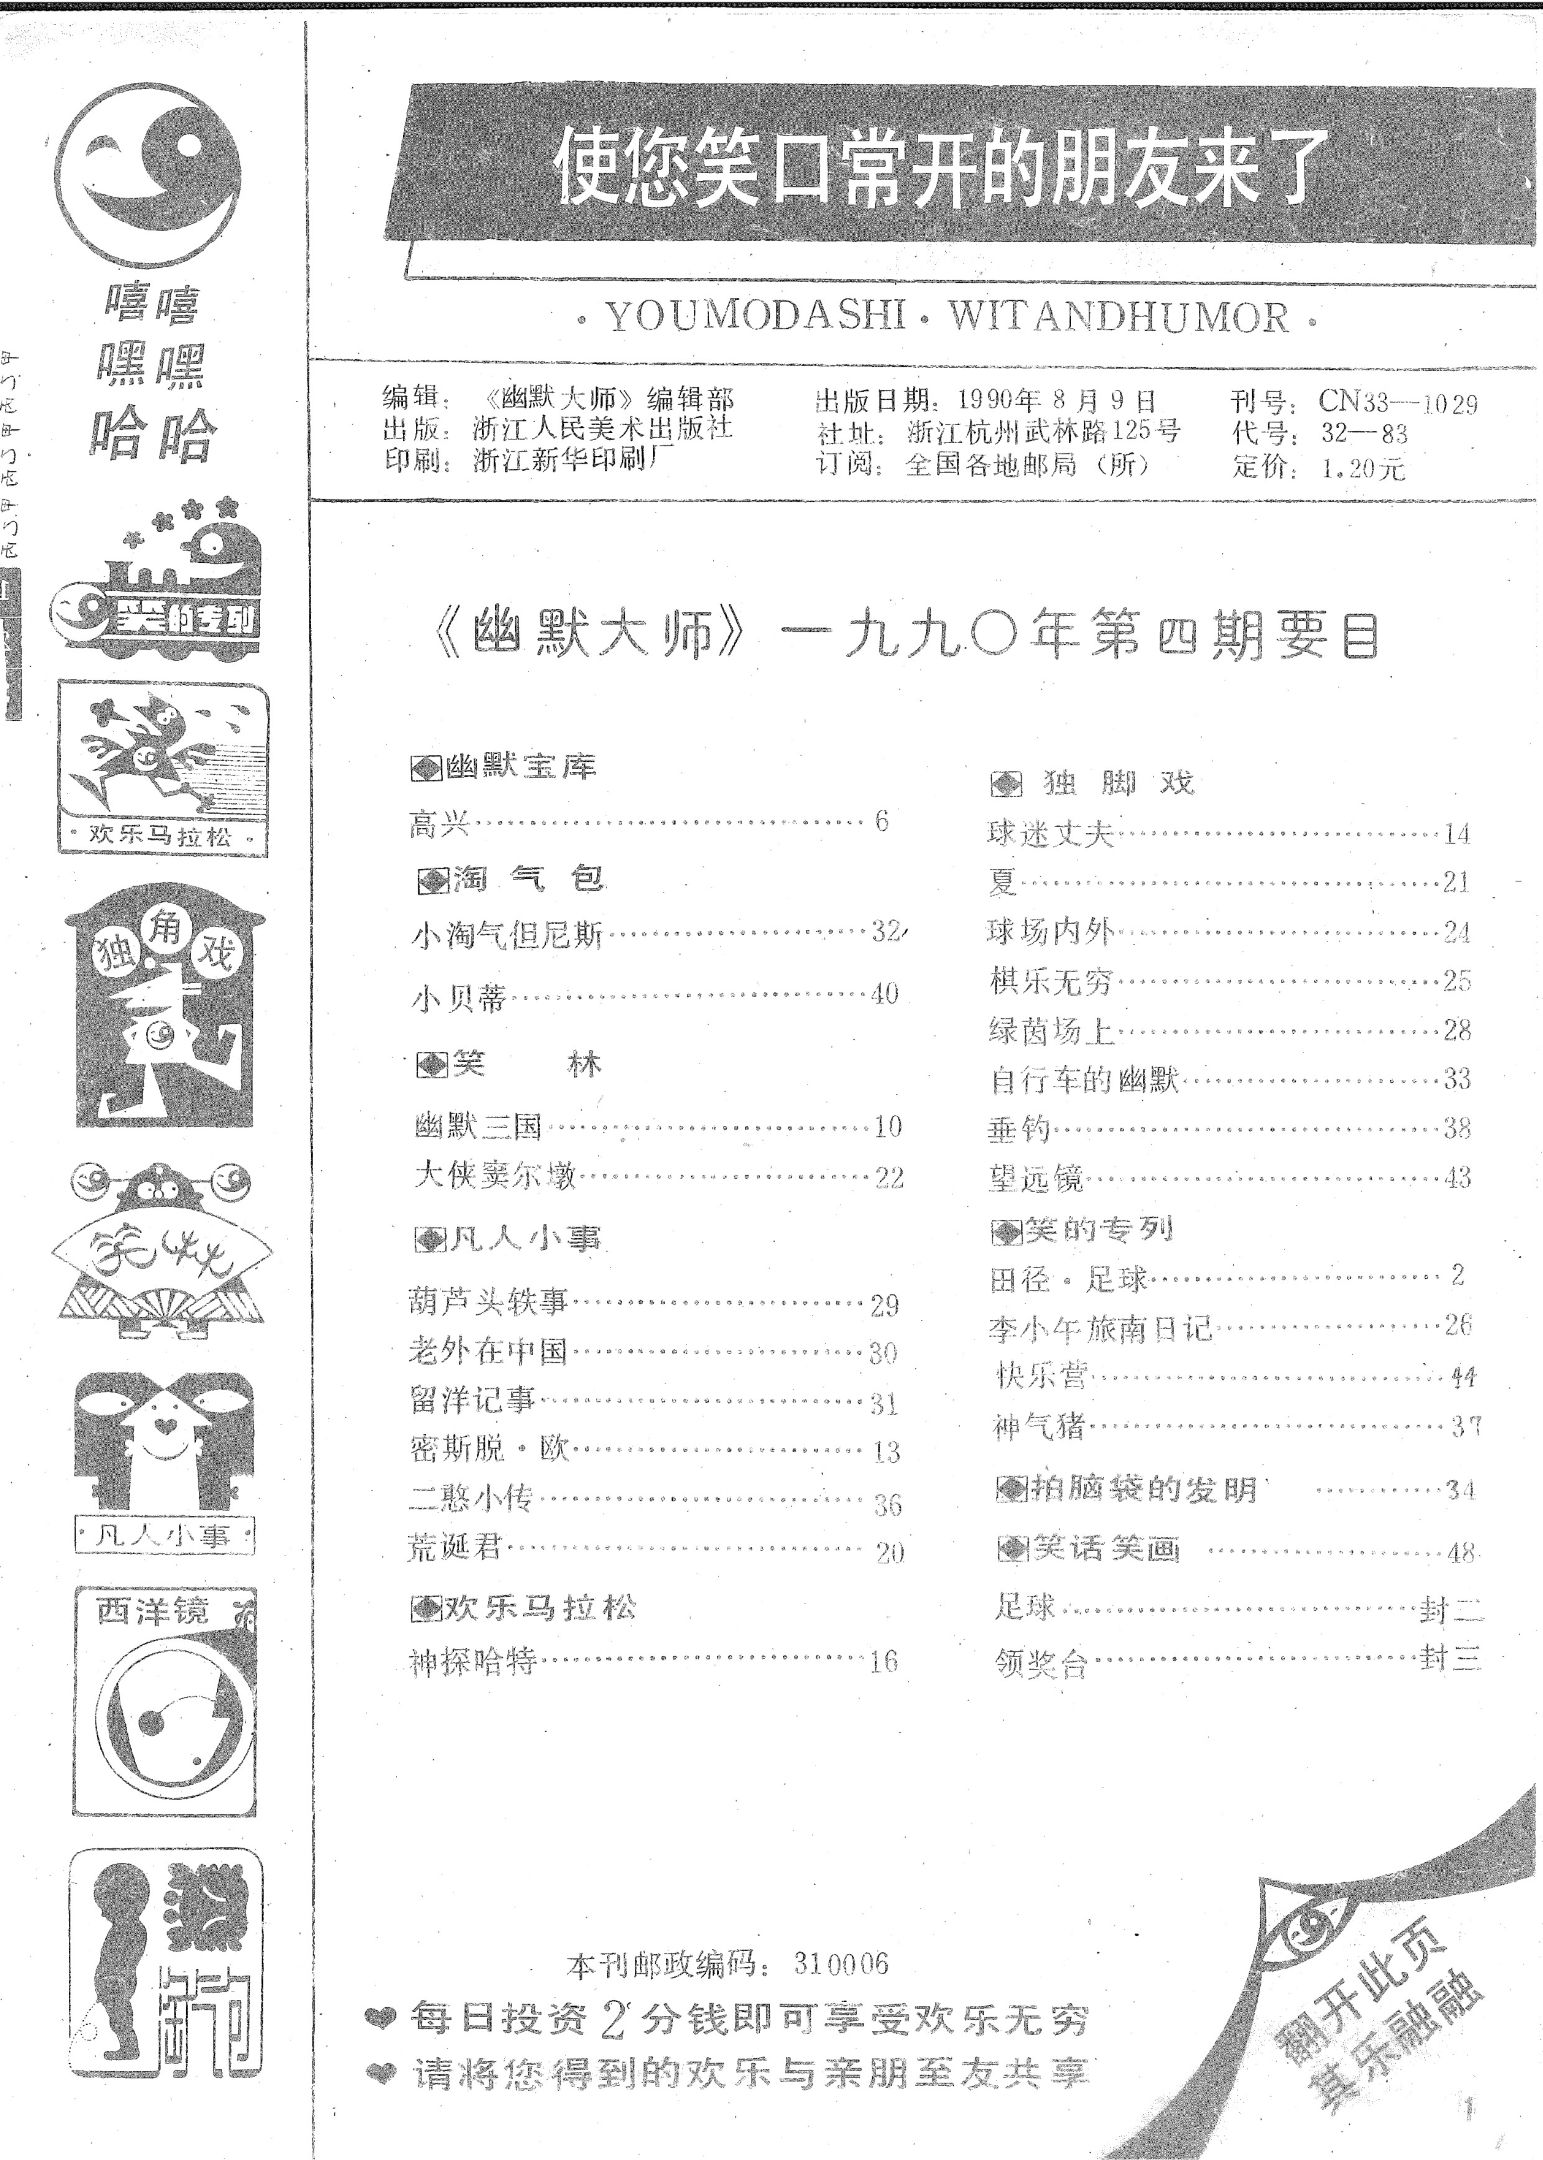 使您笑口常开的朋友来了
·YOUMODASHI·WITANDHUMOR·
编辑：《幽默大师》编辑部
出版：浙江人民美术出版社
印刷：浙江新华印刷厂
出版日期：1990年8月9日
社址：浙江杭州武林路125号
订阅：全国各地邮局（所）
刊号：CN33—1029
代号：32—83
定价：1.20元
嘻嘻
嘿嘿
哈哈
笑的专列
·欢乐马拉松·
独角戏
笑林
·凡人小事·
西洋镜
《幽默大师》一九九〇年第四期要目
幽默宝库
高兴……6
淘气包
小淘气但尼斯……32
小贝蒂……40
笑 林
幽默三国……10
大侠窦尔墩……22
凡人小事
葫芦头轶事……29
老外在中国……30
留洋记事……31
密斯脱·欧……13
二憨小传……36
荒诞君……20
欢乐马拉松
神探哈特……16
独脚戏
球迷丈夫……14
夏……21
球场内外……24
棋乐无穷……25
绿茵场上……28
自行车的幽默……33
垂钓……38
望远镜……43
笑的专列
田径·足球……2
李小午旅南日记……26
快乐营……44
神气猪……37
拍脑袋的发明……34
笑话笑画……48
足球……封二
领奖台……封三
本刊邮政编码：310006
每日投资2分钱即可享受欢乐无穷
请将您得到的欢乐与亲朋至友共享
翻开此页
其乐融融
1